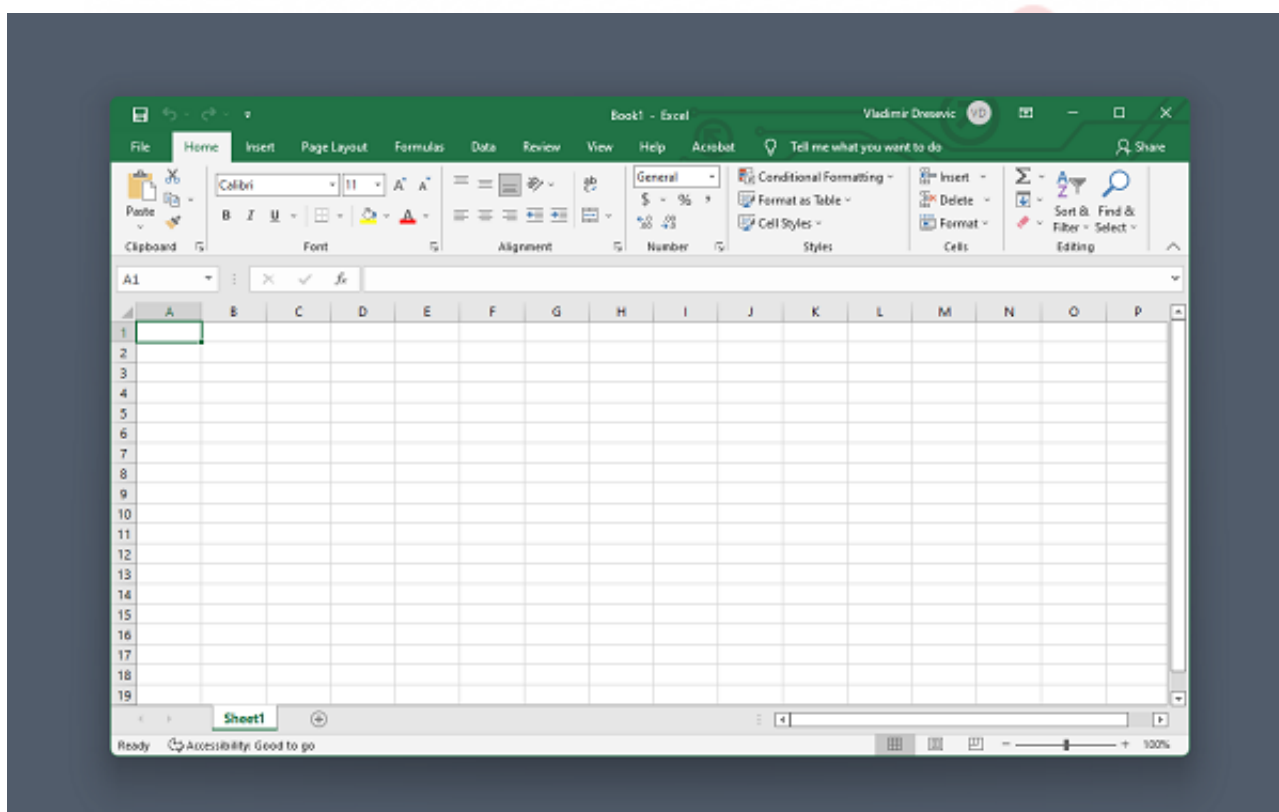 Book1 - Excel
Vladimir Dresevic VD
File Home Insert Page Layout Formulas Data Review View Help Acrobat Tell me what you want to do Share
Paste
Calibri 11
General
Conditional Formatting
Format as Table
Cell Styles
Insert
Delete
Format
Sort & Filter
Find & Select
B I U
$ % ,
Clipboard Font Alignment Number Styles Cells Editing
A1 fx
A B C D E F G H I J K L M N O P
1
2
3
4
5
6
7
8
9
10
11
12
13
14
15
16
17
18
19
Sheet1
Ready Accessibility: Good to go 100%